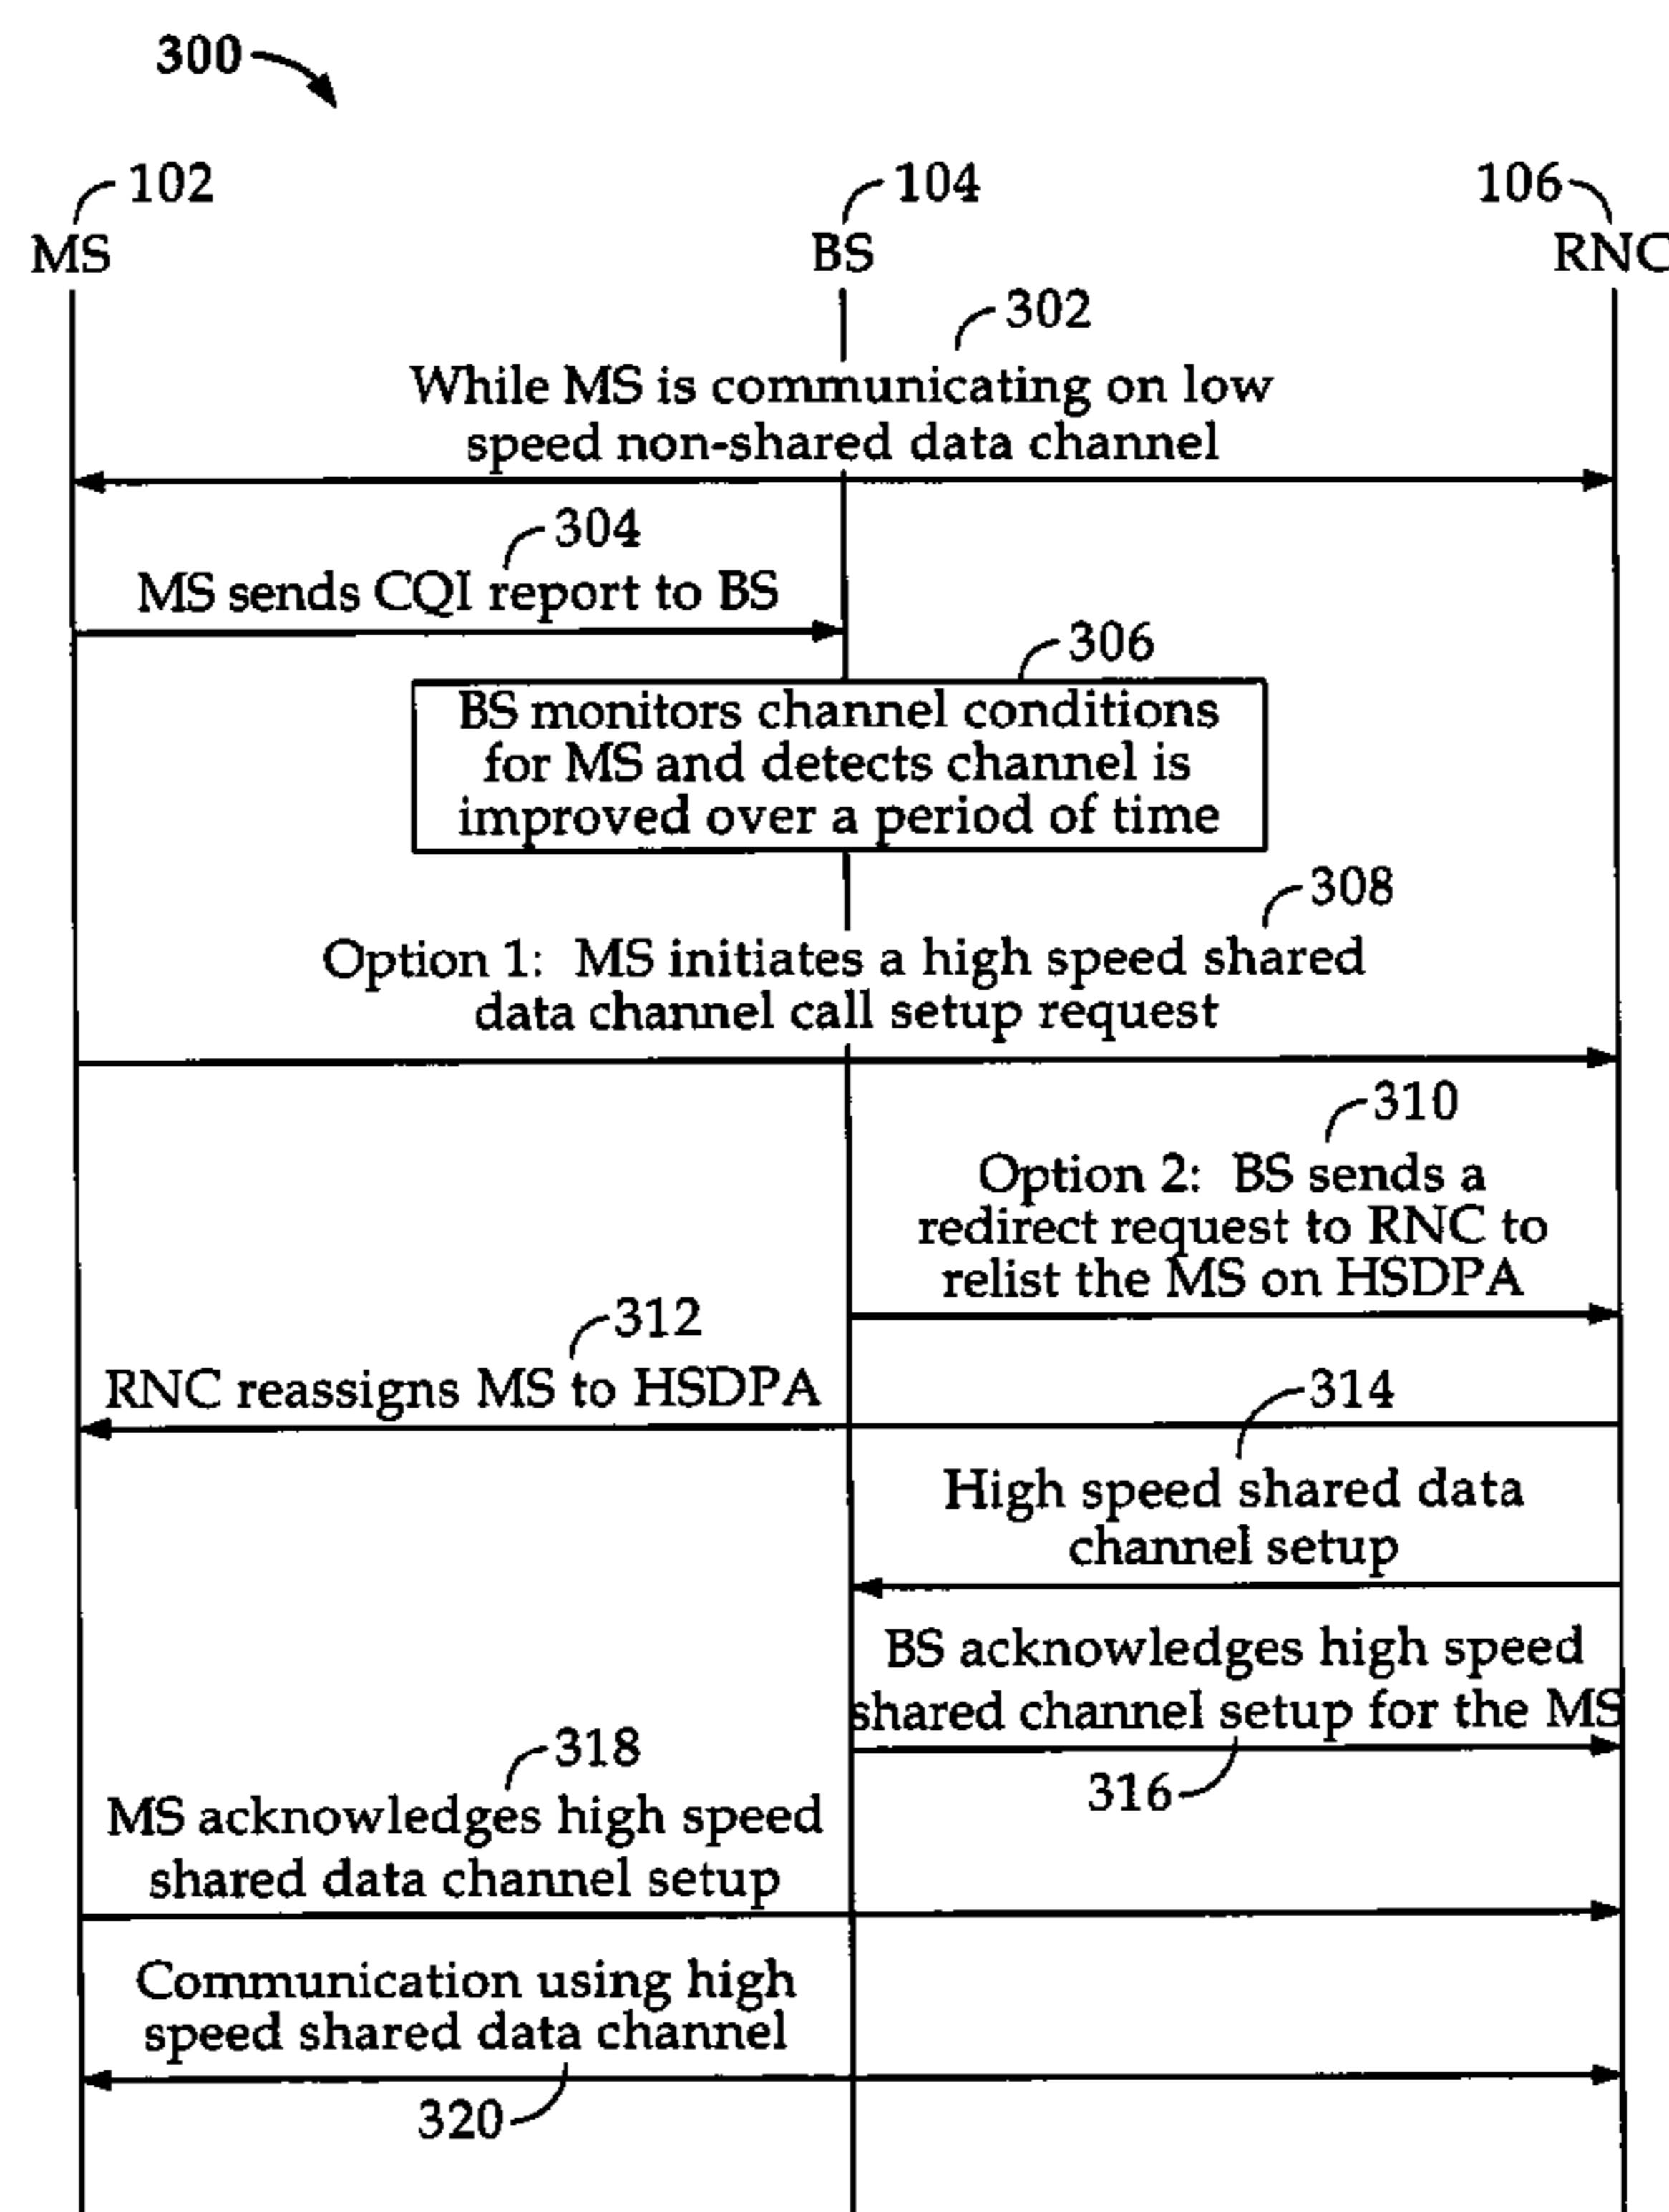 300
102
104
106
MS
BS
RNC
302
While MS is communicating on low
speed non-shared data channel
304
MS sends CQI report to BS
306
BS monitors channel conditions
for MS and detects channel is
improved over a period of time
308
Option 1: MS initiates a high speed shared
data channel call setup request
310
Option 2: BS sends a
redirect request to RNC to
relist the MS on HSDPA
312
RNC reassigns MS to HSDPA
314
High speed shared data
channel setup
BS acknowledges high speed
shared channel setup for the MS
316
318
MS acknowledges high speed
shared data channel setup
Communication using high
speed shared data channel
320